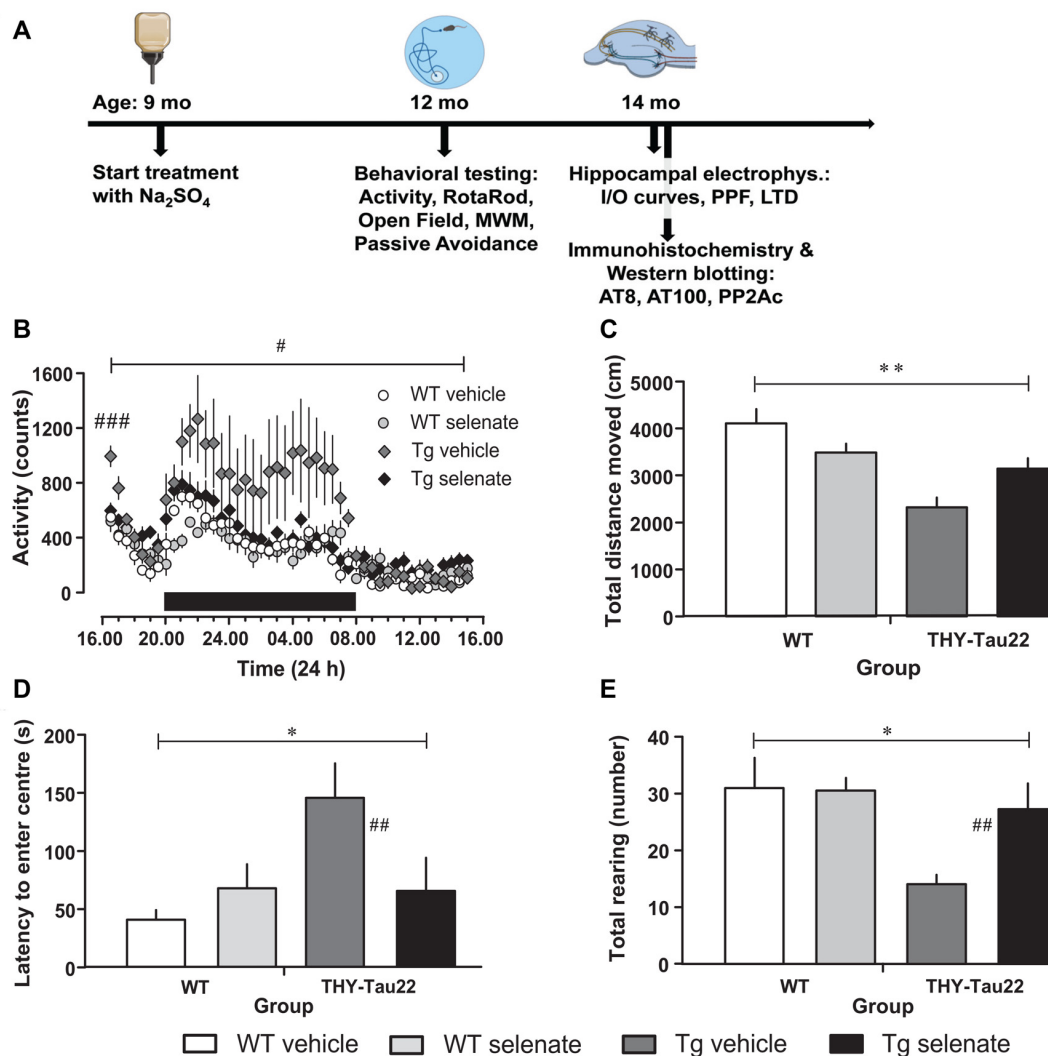 A
Age: 9 mo
12 mo
14 mo
Start treatment
with Na₂SO₄
Behavioral testing:
Activity, RotaRod,
Open Field, MWM,
Passive Avoidance
Hippocampal electrophys.:
I/O curves, PPF, LTD
Immunohistochemistry &
Western blotting:
AT8, AT100, PP2Ac
B
#
###
Activity (counts)
1600
1200
800
400
0
WT vehicle
WT selenate
Tg vehicle
Tg selenate
16.00 20.00 24.00 04.00 08.00 12.00 16.00
Time (24 h)
C
**
Total distance moved (cm)
5000
4000
3000
2000
1000
0
WT THY-Tau22
Group
D
*
##
Latency to enter centre (s)
200
150
100
50
0
WT THY-Tau22
Group
E
*
##
Total rearing (number)
40
30
20
10
0
WT THY-Tau22
Group
WT vehicle WT selenate Tg vehicle Tg selenate